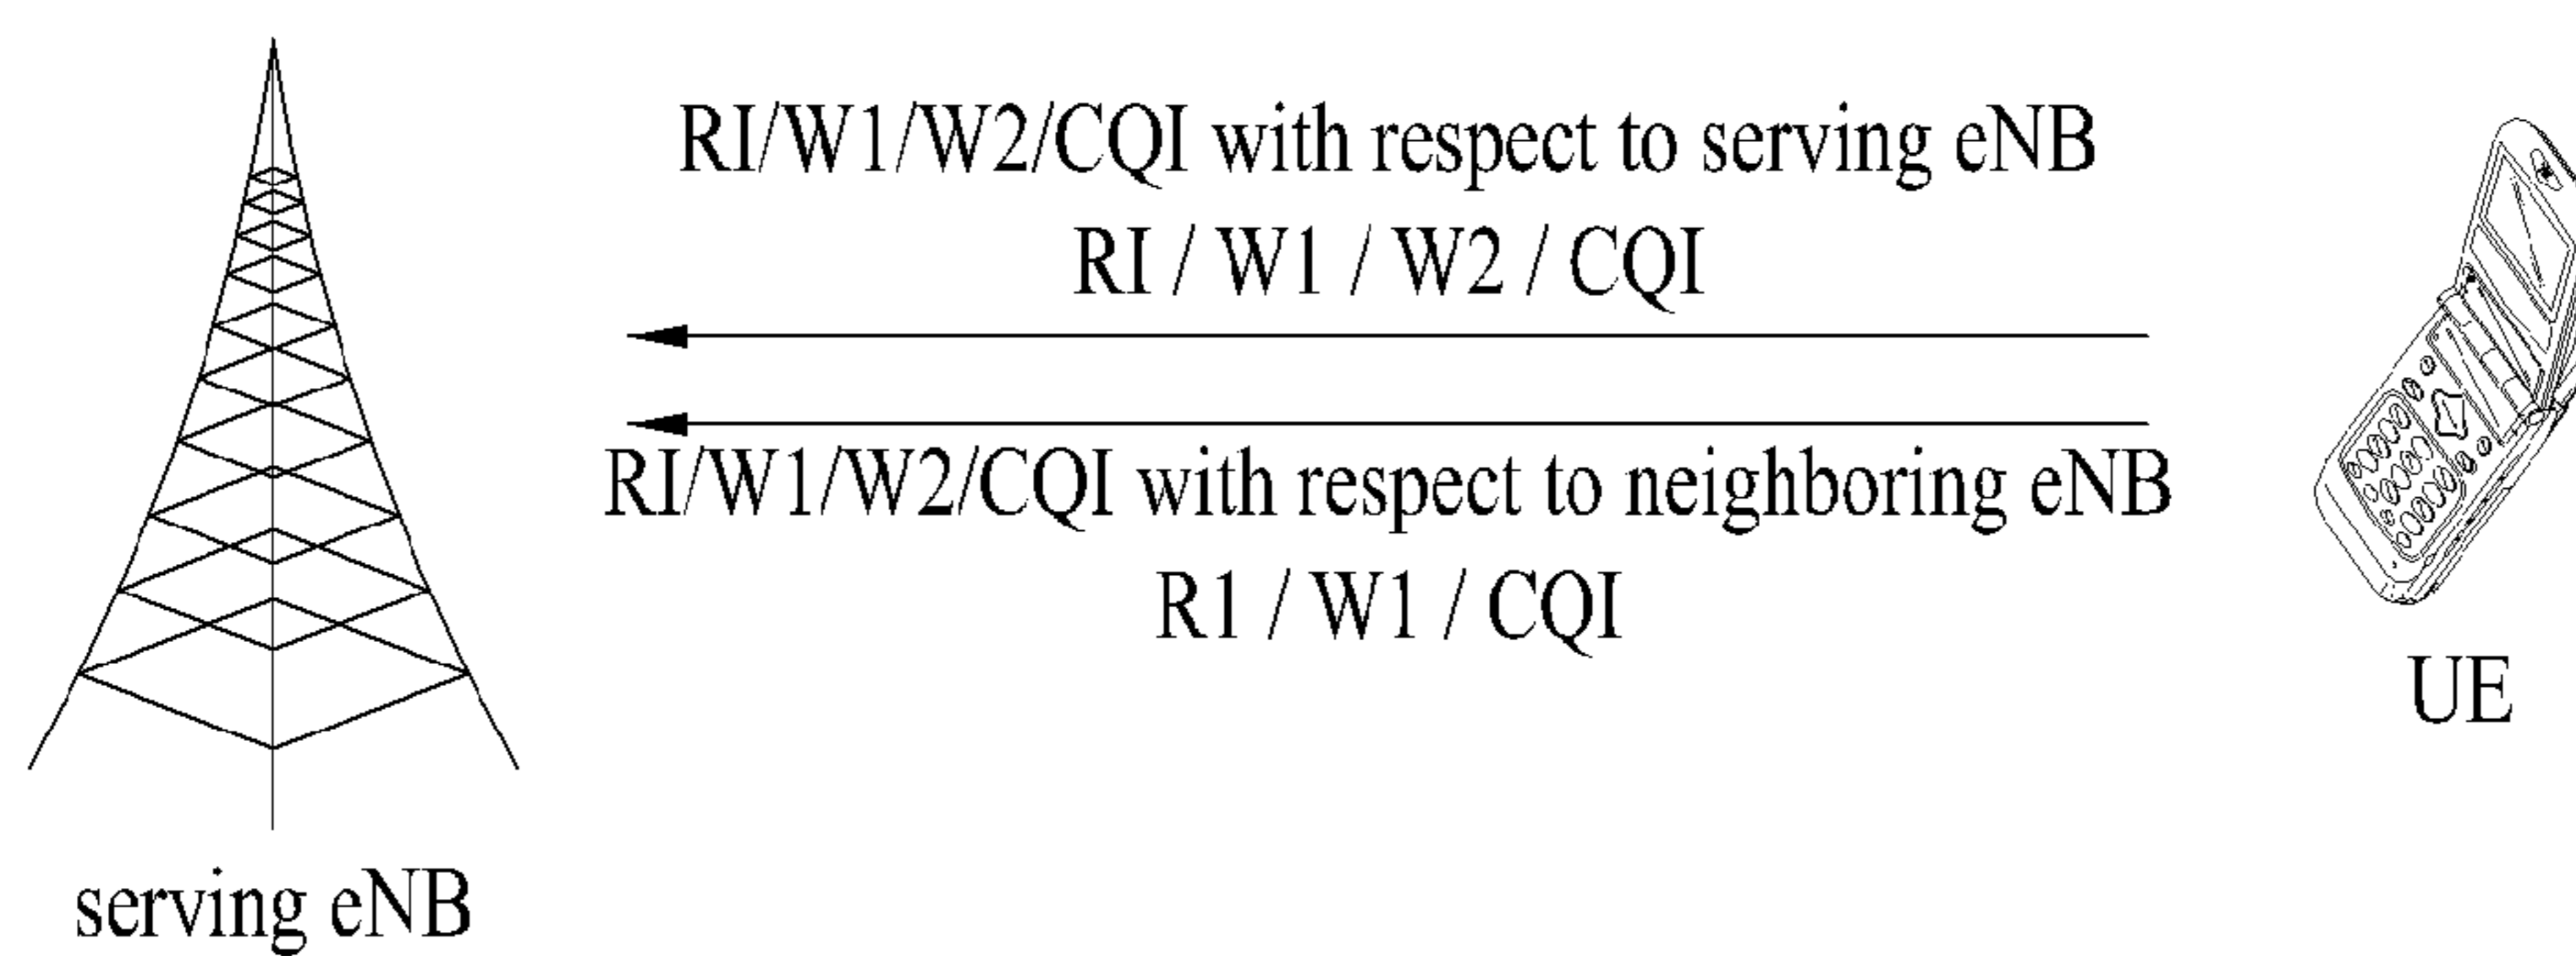 RI/W1/W2/CQI with respect to serving eNB
RI / W1 / W2 / CQI
RI/W1/W2/CQI with respect to neighboring eNB
R1 / W1 / CQI
UE
serving eNB